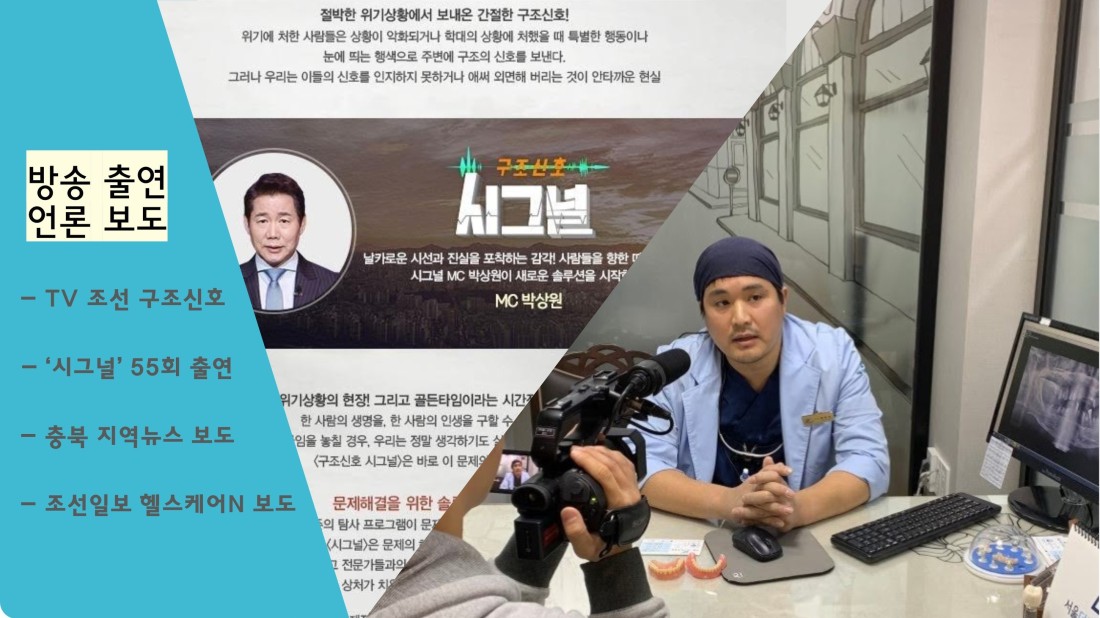 방송 출연
언론 보도
– TV 조선 구조신호
– ‘시그널’ 55회 출연
– 충북 지역뉴스 보도
– 조선일보 헬스케어N 보도
절박한 위기상황에서 보내온 간절한 구조신호!
위기에 처한 사람들은 상황이 악화되거나 학대의 상황에 처했을 때 특별한 행동이나
눈에 띄는 행색으로 주변에 구조의 신호를 보낸다.
그러나 우리는 이들의 신호를 인지하지 못하거나 애써 외면해 버리는 것이 안타까운 현실
구조신호
시그널
날카로운 시선과 진실을 포착하는 감각! 사람들을 향한
시그널 MC 박상원이 새로운 솔루션을
MC 박상원
위기상황의 현장! 그리고 골든타임이라는
한 사람의 생명을, 한 사람의 인생을 구할 수
놓칠 경우, 우리는 정말 생각하기도
〈구조신호 시그널〉은 바로 이
문제해결을 위한
탐사 프로그램이
〈시그널〉은 문제의
전문가들과의
상처가